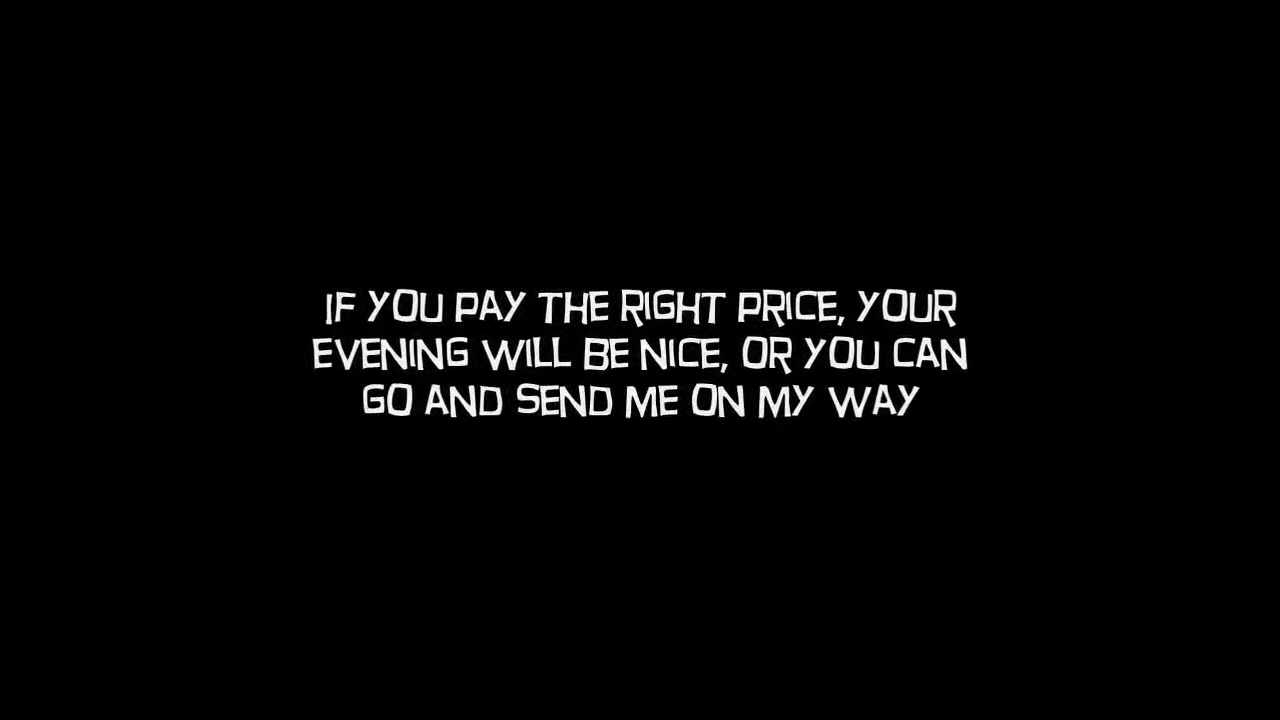 IF YOU PAY THE RIGHT PRICE, YOUR
EVENING WILL BE NICE, OR YOU CAN
GO AND SEND ME ON MY WAY